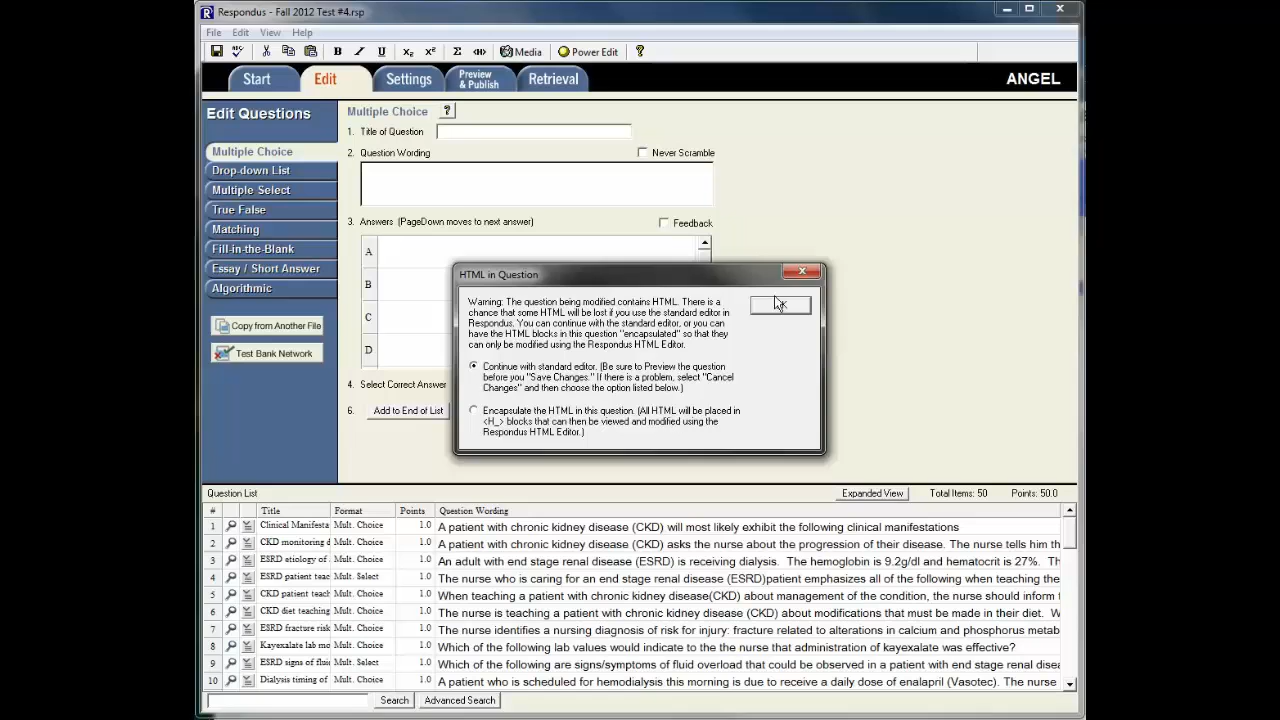 Respondus - Fall 2012 Test #4.rsp
File Edit View Help
B I U x₂ x² Σ Media Power Edit ?
Start Edit Settings Preview & Publish Retrieval ANGEL
Edit Questions
Multiple Choice
Drop-down List
Multiple Select
True False
Matching
Fill-in-the-Blank
Essay / Short Answer
Algorithmic
Copy from Another File
Test Bank Network
Multiple Choice ?
1. Title of Question
2. Question Wording Never Scramble
3. Answers (PageDown moves to next answer) Feedback
A
B
C
D
4. Select Correct Answer
6. Add to End of List
HTML in Question
Warning: The question being modified contains HTML. There is a
chance that some HTML will be lost if you use the standard editor in
Respondus. You can continue with the standard editor, or you can
have the HTML blocks in this question "encapsulated" so that they
can only be modified using the Respondus HTML Editor.
Continue with standard editor. (Be sure to Preview the question
before you "Save Changes." If there is a problem, select "Cancel
Changes" and then choose the option listed below.)
Encapsulate the HTML in this question. (All HTML will be placed in
<H_> blocks that can then be viewed and modified using the
Respondus HTML Editor.)
Question List Expanded View Total Items: 50 Points: 50.0
# Title Format Points Question Wording
1 Clinical Manifesta Mult. Choice 1.0 A patient with chronic kidney disease (CKD) will most likely exhibit the following clinical manifestations
2 CKD monitoring d Mult. Choice 1.0 A patient with chronic kidney disease (CKD) asks the nurse about the progression of their disease. The nurse tells him th
3 ESRD etiology of Mult. Choice 1.0 An adult with end stage renal disease (ESRD) is receiving dialysis. The hemoglobin is 9.2g/dl and hematocrit is 27%. Th
4 ESRD patient teac Mult. Select 1.0 The nurse who is caring for an end stage renal disease (ESRD)patient emphasizes all of the following when teaching the
5 CKD patient teach Mult. Choice 1.0 When teaching a patient with chronic kidney disease(CKD) about management of the condition, the nurse should inform t
6 CKD diet teaching Mult. Choice 1.0 The nurse is teaching a patient with chronic kidney disease (CKD) about modifications that must be made in their diet. W
7 ESRD fracture risk Mult. Choice 1.0 The nurse identifies a nursing diagnosis of risk for injury: fracture related to alterations in calcium and phosphorus metab
8 Kayexalate lab mo Mult. Choice 1.0 Which of the following lab values would indicate to the the nurse that administration of kayexalate was effective?
9 ESRD signs of fluid Mult. Select 1.0 Which of the following are signs/symptoms of fluid overload that could be observed in a patient with end stage renal disea
10 Dialysis timing of Mult. Choice 1.0 A patient who is scheduled for hemodialysis this morning is due to receive a daily dose of enalapril (Vasotec). The nurse
Search Advanced Search